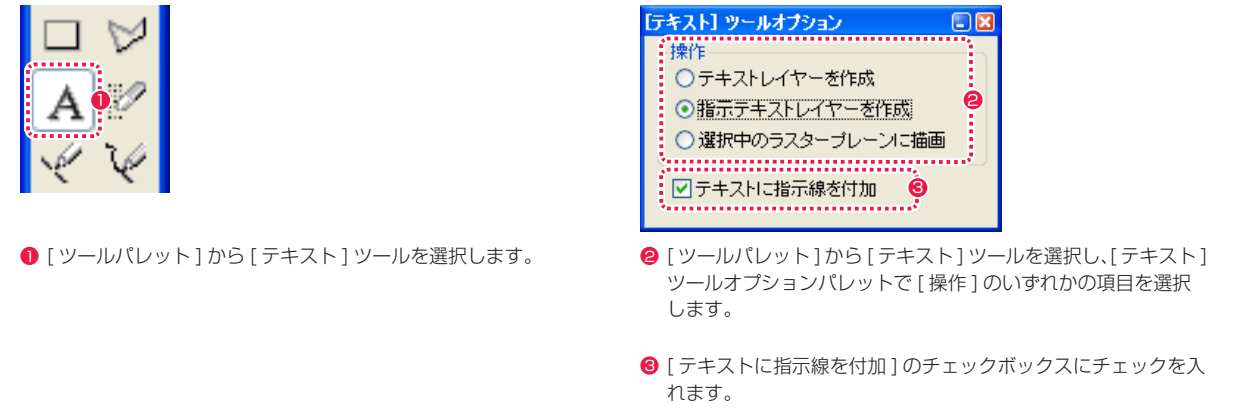 A
❶
❶ [ ツールパレット ] から [ テキスト ] ツールを選択します。
[テキスト] ツールオプション
操作
テキストレイヤーを作成
指示テキストレイヤーを作成
選択中のラスタープレーンに描画
❷
テキストに指示線を付加
❸
❷ [ ツールパレット ] から [ テキスト ] ツールを選択し、[ テキスト ]
ツールオプションパレットで [ 操作 ] のいずれかの項目を選択
します。
❸ [ テキストに指示線を付加 ] のチェックボックスにチェックを入
れます。